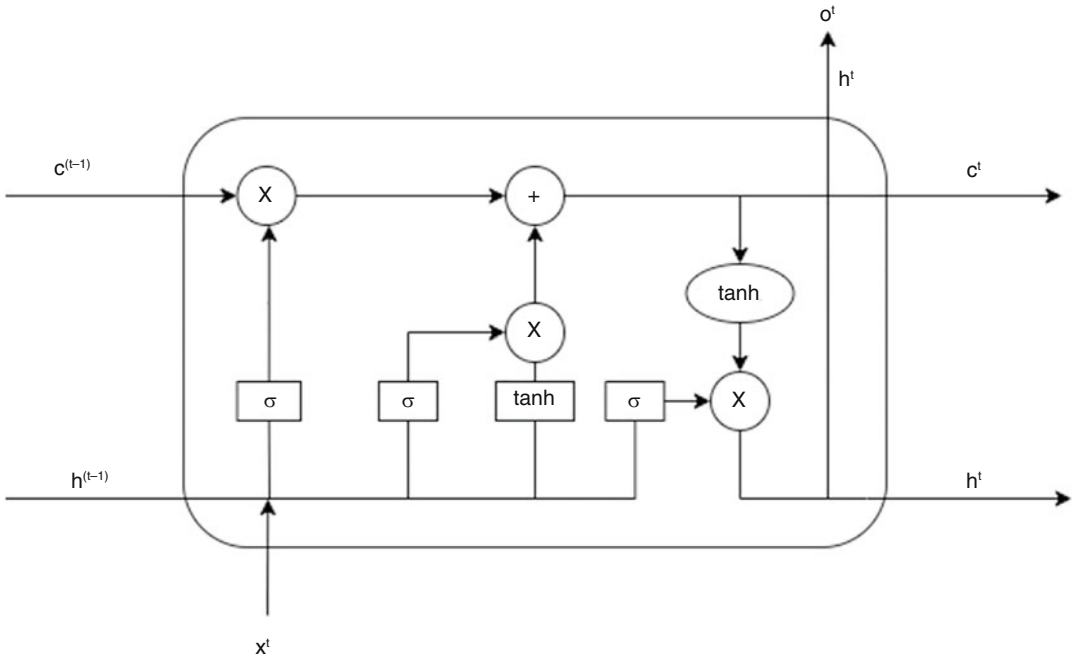 oᵗ
hᵗ
c⁽ᵗ⁻¹⁾
cᵗ
X
+
tanh
X
σ
σ
tanh
σ
X
h⁽ᵗ⁻¹⁾
hᵗ
xᵗ